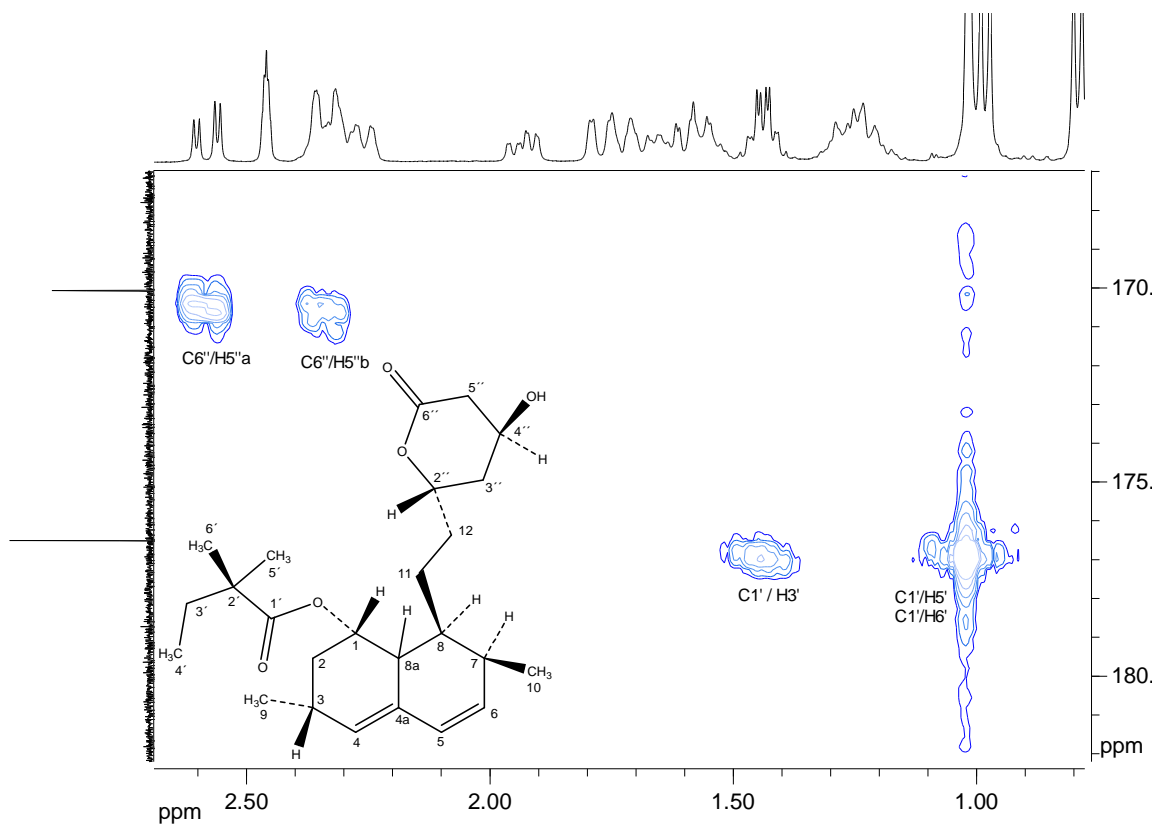 170.
C6''/H5''a
C6''/H5''b
O
5´´
OH
6´´
4´´
O
H
175.
2´´
3´´
H
12
6´
H₃C
CH₃
5´
11
C1' / H3'
C1'/H5'
C1'/H6'
3´
2´
1´
O
H
H
H
H₃C
4´
O
1
8
2
8a
7
CH₃
10
180.
H₃C
9
3
4a
6
H
4
5
ppm
ppm
2.50
2.00
1.50
1.00